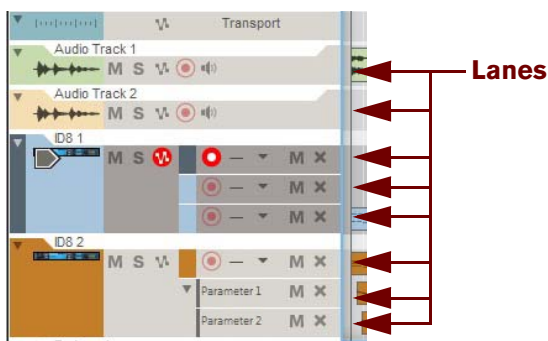 Transport
Audio Track 1
M S
Lanes
Audio Track 2
M S
ID8 1
M S M ×
M ×
M ×
ID8 2
M S M ×
Parameter 1 M ×
Parameter 2 M ×